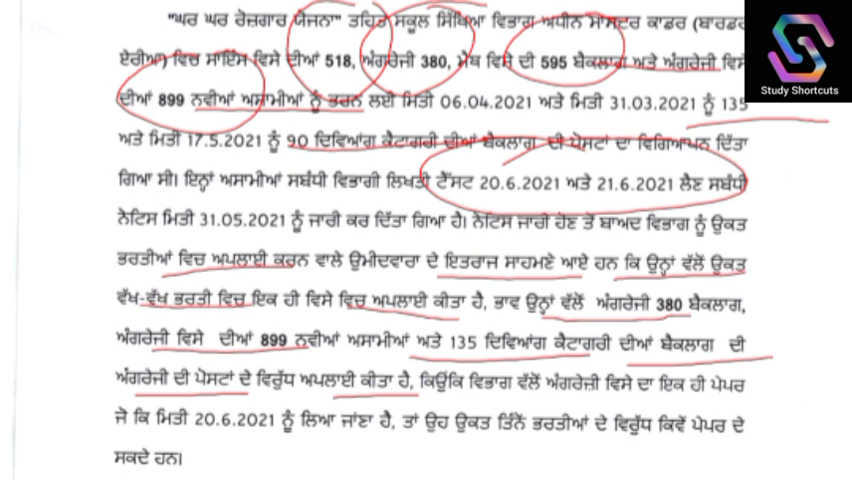 "ਘਰ ਘਰ ਰੋਜ਼ਗਾਰ ਯੋਜਨਾ" ਤਹਿਤ ਸਕੂਲ ਸਿੱਖਿਆ ਵਿਭਾਗ ਅਧੀਨ ਮਾਸਟਰ ਕਾਡਰ (ਬਾਰਡਰ
ਏਰੀਆ) ਵਿਚ ਸਾਇੰਸ ਵਿਸੇ ਦੀਆਂ 518, ਅੰਗਰੇਜੀ 380, ਮੈਥ ਵਿਸੇ ਦੀ 595 ਬੈਕਲਾਗ ਅਤੇ ਅੰਗਰੇਜੀ ਵਿਸੇ
ਦੀਆਂ 899 ਨਵੀਆਂ ਅਸਾਮੀਆਂ ਨੂੰ ਭਰਨ ਲਈ ਮਿਤੀ 06.04.2021 ਅਤੇ ਮਿਤੀ 31.03.2021 ਨੂੰ 135
ਅਤੇ ਮਿਤੀ 17.5.2021 ਨੂੰ 90 ਦਿਵਿਆਂਗ ਕੈਟਾਗਰੀ ਦੀਆਂ ਬੈਕਲਾਗ ਦੀ ਪੋਸਟਾਂ ਦਾ ਵਿਗਿਆਪਨ ਦਿੱਤਾ
ਗਿਆ ਸੀ। ਇਨ੍ਹਾਂ ਅਸਾਮੀਆਂ ਸਬੰਧੀ ਵਿਭਾਗੀ ਲਿਖਤੀ ਟੈਂਸਟ 20.6.2021 ਅਤੇ 21.6.2021 ਲੈਣ ਸਬੰਧੀ
ਨੋਟਿਸ ਮਿਤੀ 31.05.2021 ਨੂੰ ਜਾਰੀ ਕਰ ਦਿੱਤਾ ਗਿਆ ਹੈ। ਨੋਟਿਸ ਜਾਰੀ ਹੋਣ ਤੋਂ ਬਾਅਦ ਵਿਭਾਗ ਨੂੰ ਉਕਤ
ਭਰਤੀਆਂ ਵਿਚ ਅਪਲਾਈ ਕਰਨ ਵਾਲੇ ਉਮੀਦਵਾਰਾ ਦੇ ਇਤਰਾਜ ਸਾਹਮਣੇ ਆਏ ਹਨ ਕਿ ਉਨ੍ਹਾਂ ਵੱਲੋਂ ਉਕਤ
ਵੱਖ-ਵੱਖ ਭਰਤੀ ਵਿਚ ਇਕ ਹੀ ਵਿਸੇ ਵਿਚ ਅਪਲਾਈ ਕੀਤਾ ਹੈ, ਭਾਵ ਉਨ੍ਹਾਂ ਵੱਲੋਂ ਅੰਗਰੇਜੀ 380 ਬੈਕਲਾਗ,
ਅੰਗਰੇਜੀ ਵਿਸੇ ਦੀਆਂ 899 ਨਵੀਆਂ ਅਸਾਮੀਆਂ ਅਤੇ 135 ਦਿਵਿਆਂਗ ਕੈਟਾਗਰੀ ਦੀਆਂ ਬੈਕਲਾਗ ਦੀ
ਅੰਗਰੇਜੀ ਦੀ ਪੋਸਟਾਂ ਦੇ ਵਿਰੁੱਧ ਅਪਲਾਈ ਕੀਤਾ ਹੈ, ਕਿਉਂਕਿ ਵਿਭਾਗ ਵੱਲੋਂ ਅੰਗਰੇਜ਼ੀ ਵਿਸੇ ਦਾ ਇਕ ਹੀ ਪੇਪਰ
ਜੋ ਕਿ ਮਿਤੀ 20.6.2021 ਨੂੰ ਲਿਆ ਜਾਂਣਾ ਹੈ, ਤਾਂ ਉਹ ਉਕਤ ਤਿੰਨੋਂ ਭਰਤੀਆਂ ਦੇ ਵਿਰੁੱਧ ਕਿਵੇਂ ਪੇਪਰ ਦੇ
ਸਕਦੇ ਹਨ।
Study Shortcuts